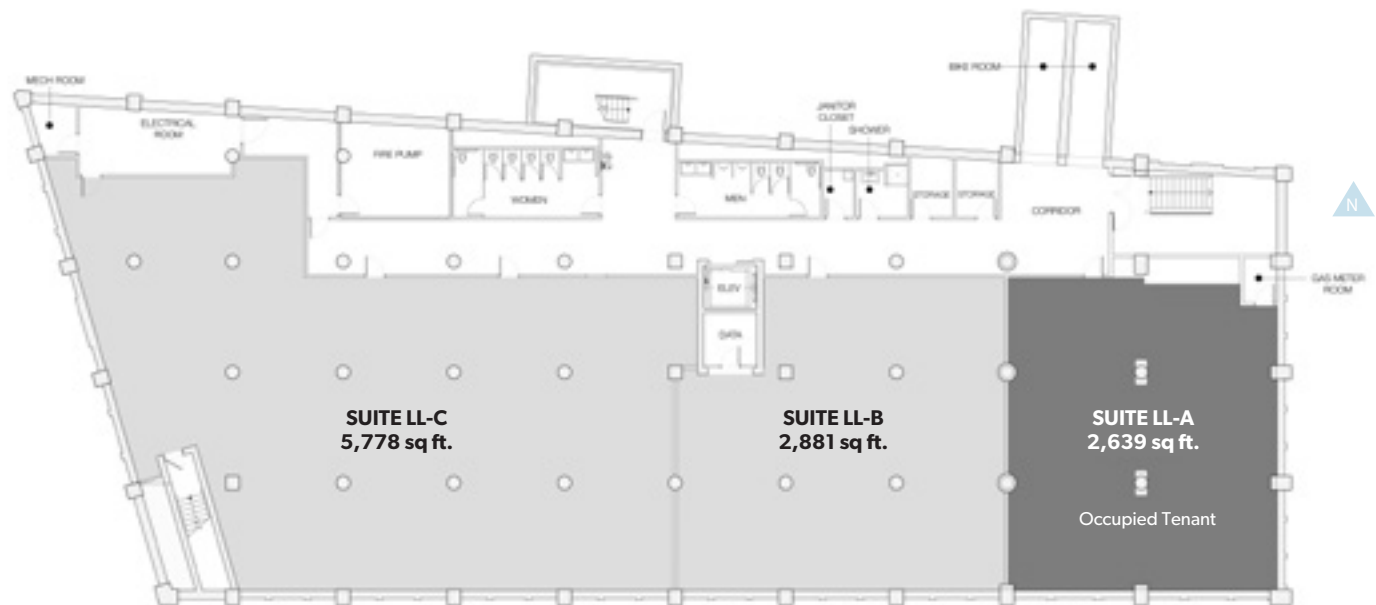 MECH ROOM
ELECTRICAL
ROOM
FIRE PUMP
WOMEN
MEN
JANITOR
CLOSET
SHOWER
STORAGE
STORAGE
BIKE ROOM
CORRIDOR
N
GAS METER
ROOM
ELEV
DATA
SUITE LL-C
5,778 sq ft.
SUITE LL-B
2,881 sq ft.
SUITE LL-A
2,639 sq ft.
Occupied Tenant